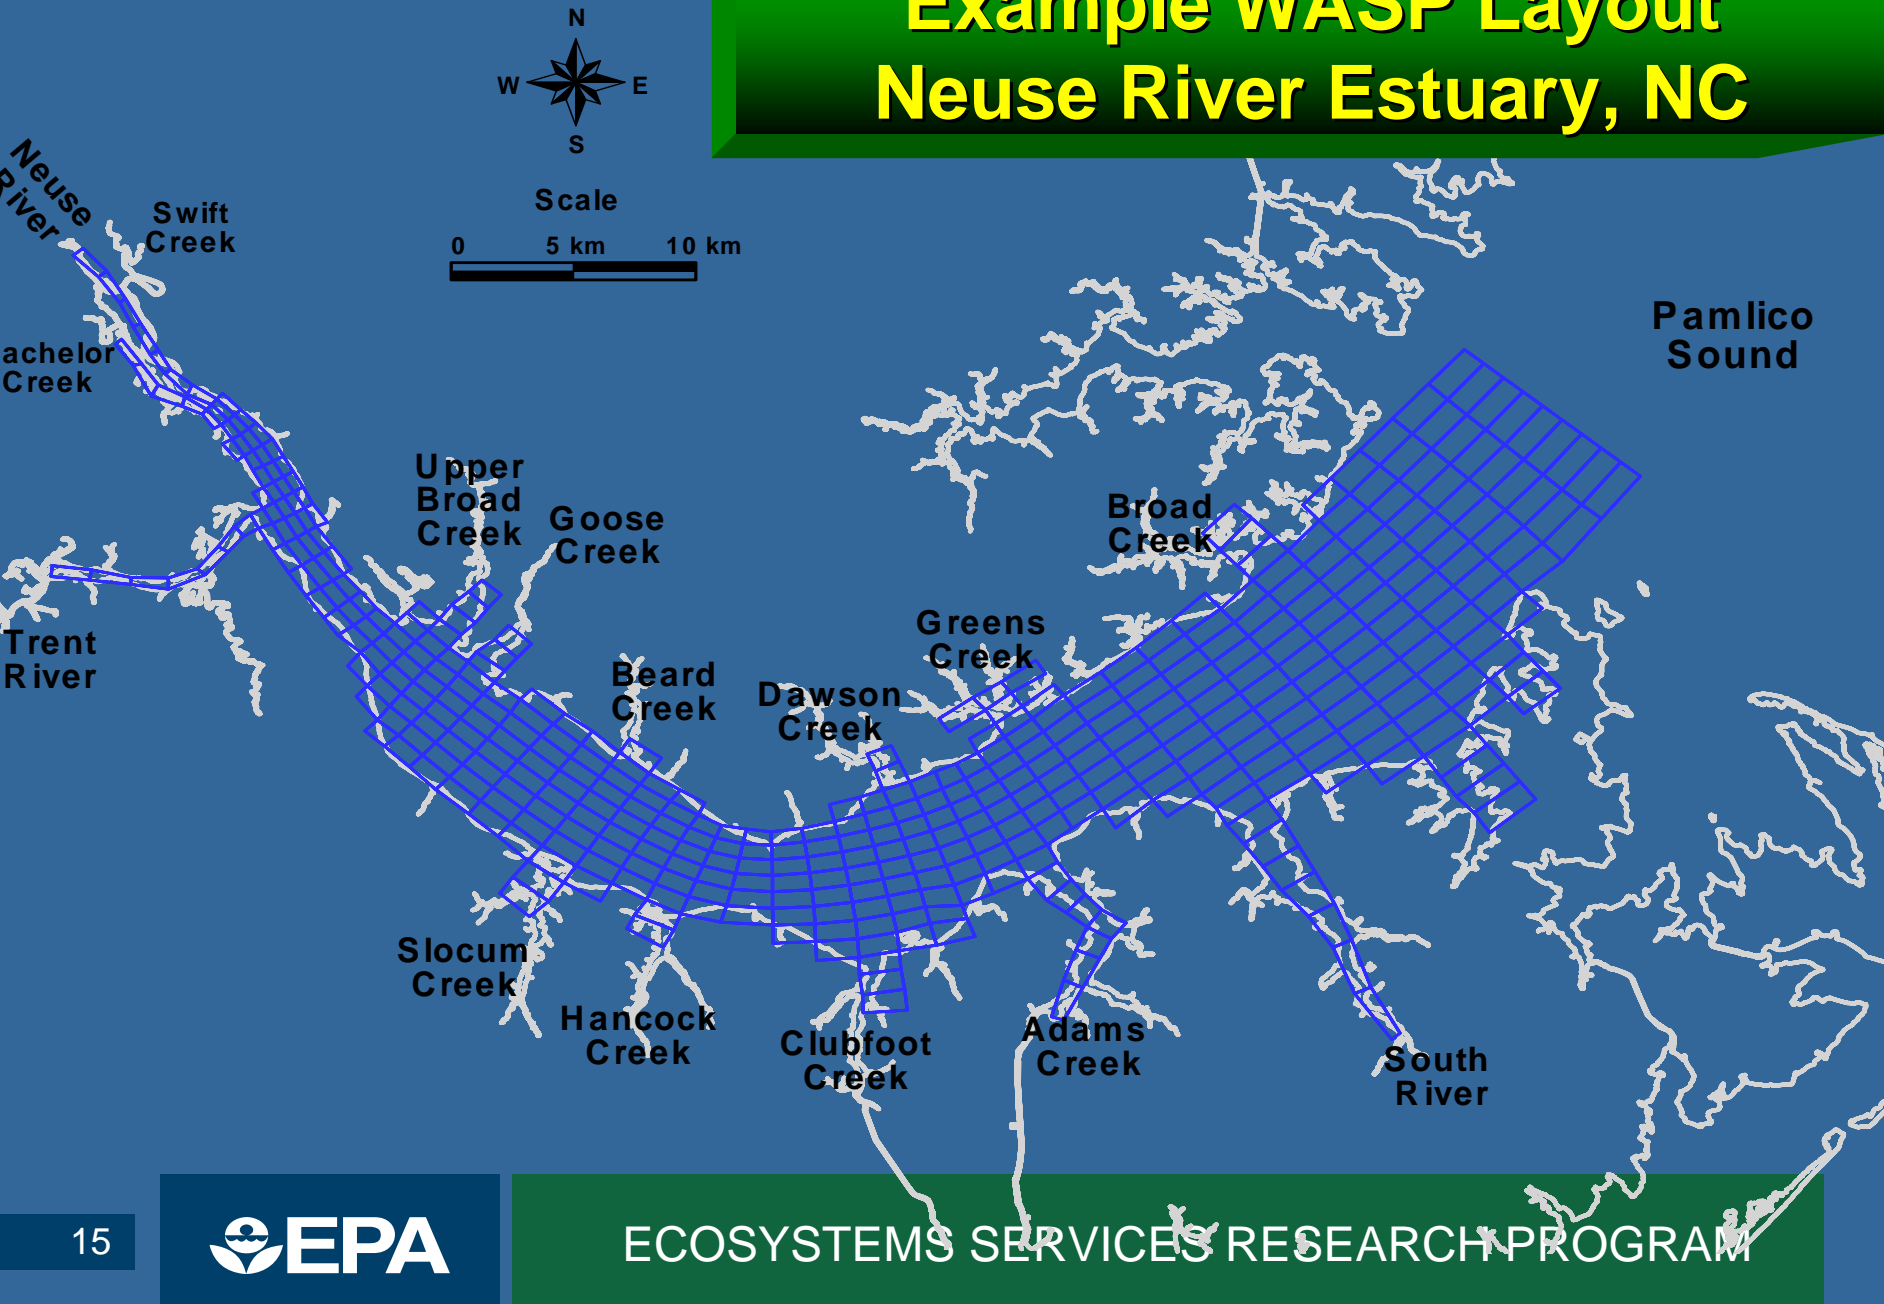 Example WASP Layout
Neuse River Estuary, NC
N
W E
S
Scale
0 5 km 10 km
Neuse
River
Swift
Creek
achelor
Creek
Pamlico
Sound
Upper
Broad
Creek
Goose
Creek
Broad
Creek
Trent
River
Greens
Creek
Beard
Creek
Dawson
Creek
Slocum
Creek
Hancock
Creek
Clubfoot
Creek
Adams
Creek
South
River
15
EPA
ECOSYSTEMS SERVICES RESEARCH PROGRAM